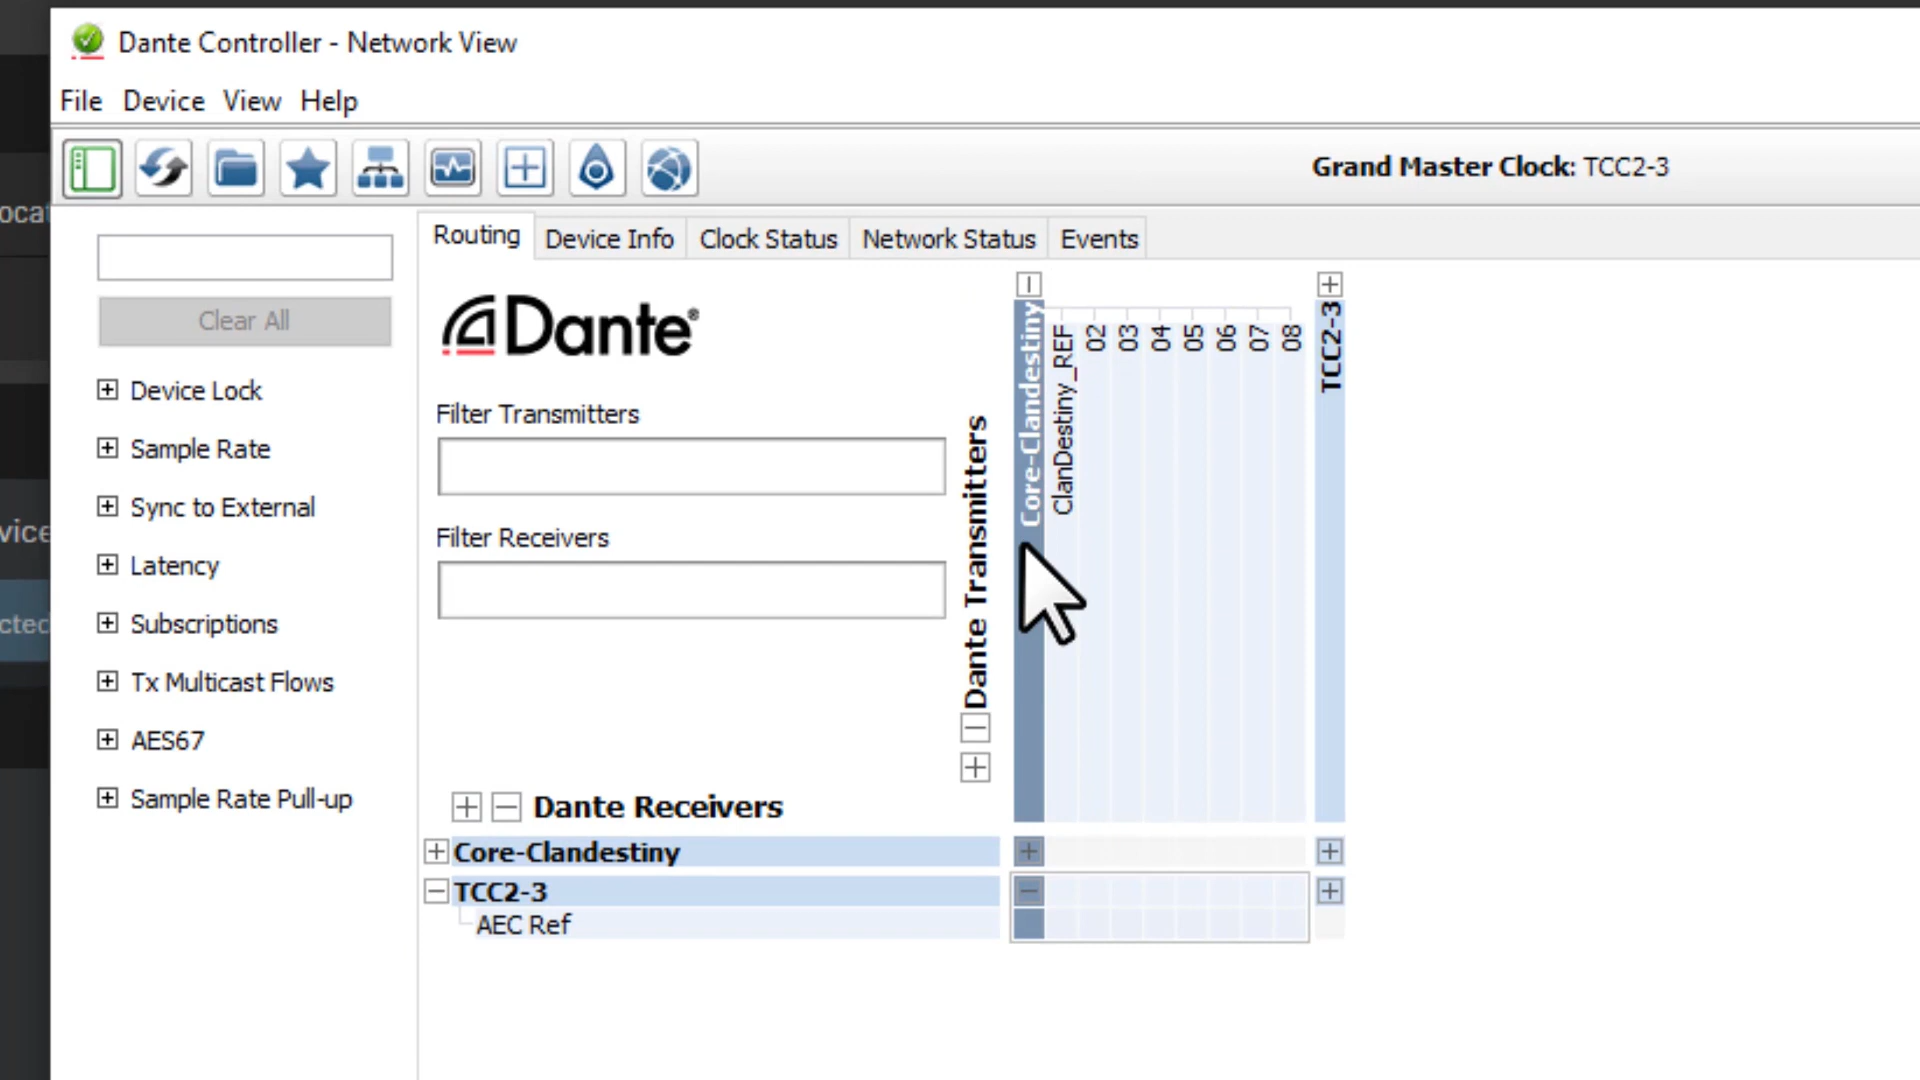 Dante Controller - Network View
File Device View Help
Grand Master Clock: TCC2-3
Routing Device Info Clock Status Network Status Events
Clear All
Device Lock
Sample Rate
Sync to External
Latency
Subscriptions
Tx Multicast Flows
AES67
Sample Rate Pull-up
Dante®
Filter Transmitters
Filter Receivers
Dante Transmitters
Core-Clandestiny
ClanDestiny_REF
02
03
04
05
06
07
08
TCC2-3
Dante Receivers
Core-Clandestiny
TCC2-3
AEC Ref